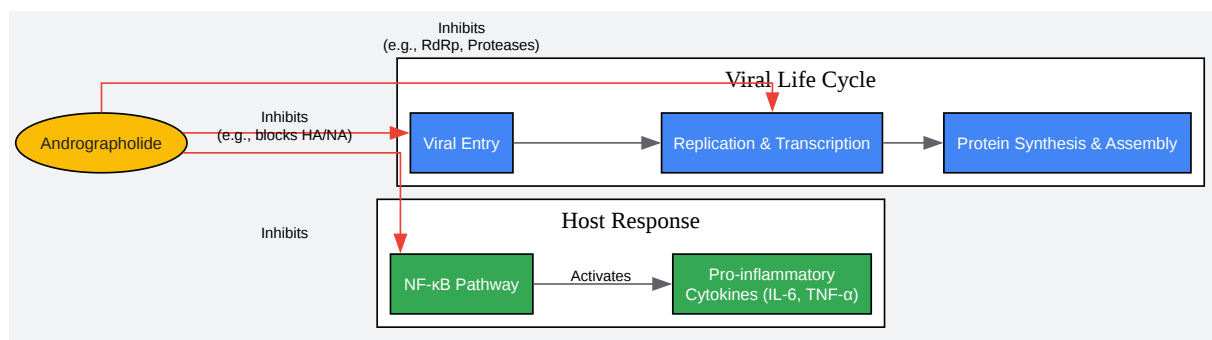 Inhibits
(e.g., RdRp, Proteases)
Viral Life Cycle
Andrographolide
Inhibits
(e.g., blocks HA/NA)
Viral Entry
Replication & Transcription
Protein Synthesis & Assembly
Host Response
Inhibits
NF-κB Pathway
Activates
Pro-inflammatory
Cytokines (IL-6, TNF-α)